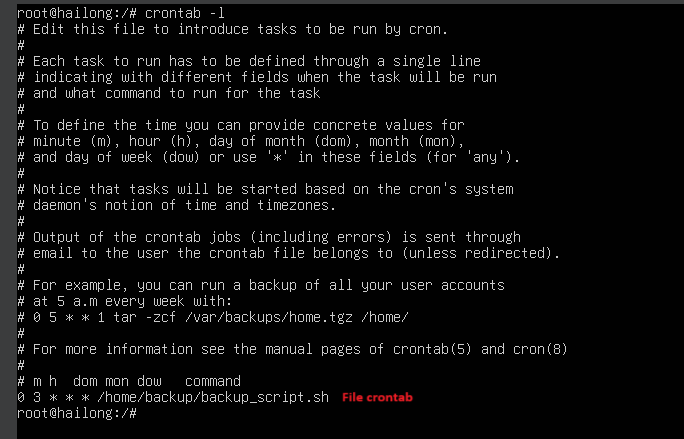 root@hailong:/# crontab -l
# Edit this file to introduce tasks to be run by cron.
#
# Each task to run has to be defined through a single line
# indicating with different fields when the task will be run
# and what command to run for the task
#
# To define the time you can provide concrete values for
# minute (m), hour (h), day of month (dom), month (mon),
# and day of week (dow) or use '*' in these fields (for 'any').
#
# Notice that tasks will be started based on the cron's system
# daemon's notion of time and timezones.
#
# Output of the crontab jobs (including errors) is sent through
# email to the user the crontab file belongs to (unless redirected).
#
# For example, you can run a backup of all your user accounts
# at 5 a.m every week with:
# 0 5 * * 1 tar -zcf /var/backups/home.tgz /home/
#
# For more information see the manual pages of crontab(5) and cron(8)
#
# m h  dom mon dow   command
0 3 * * * /home/backup/backup_script.sh File crontab
root@hailong:/#